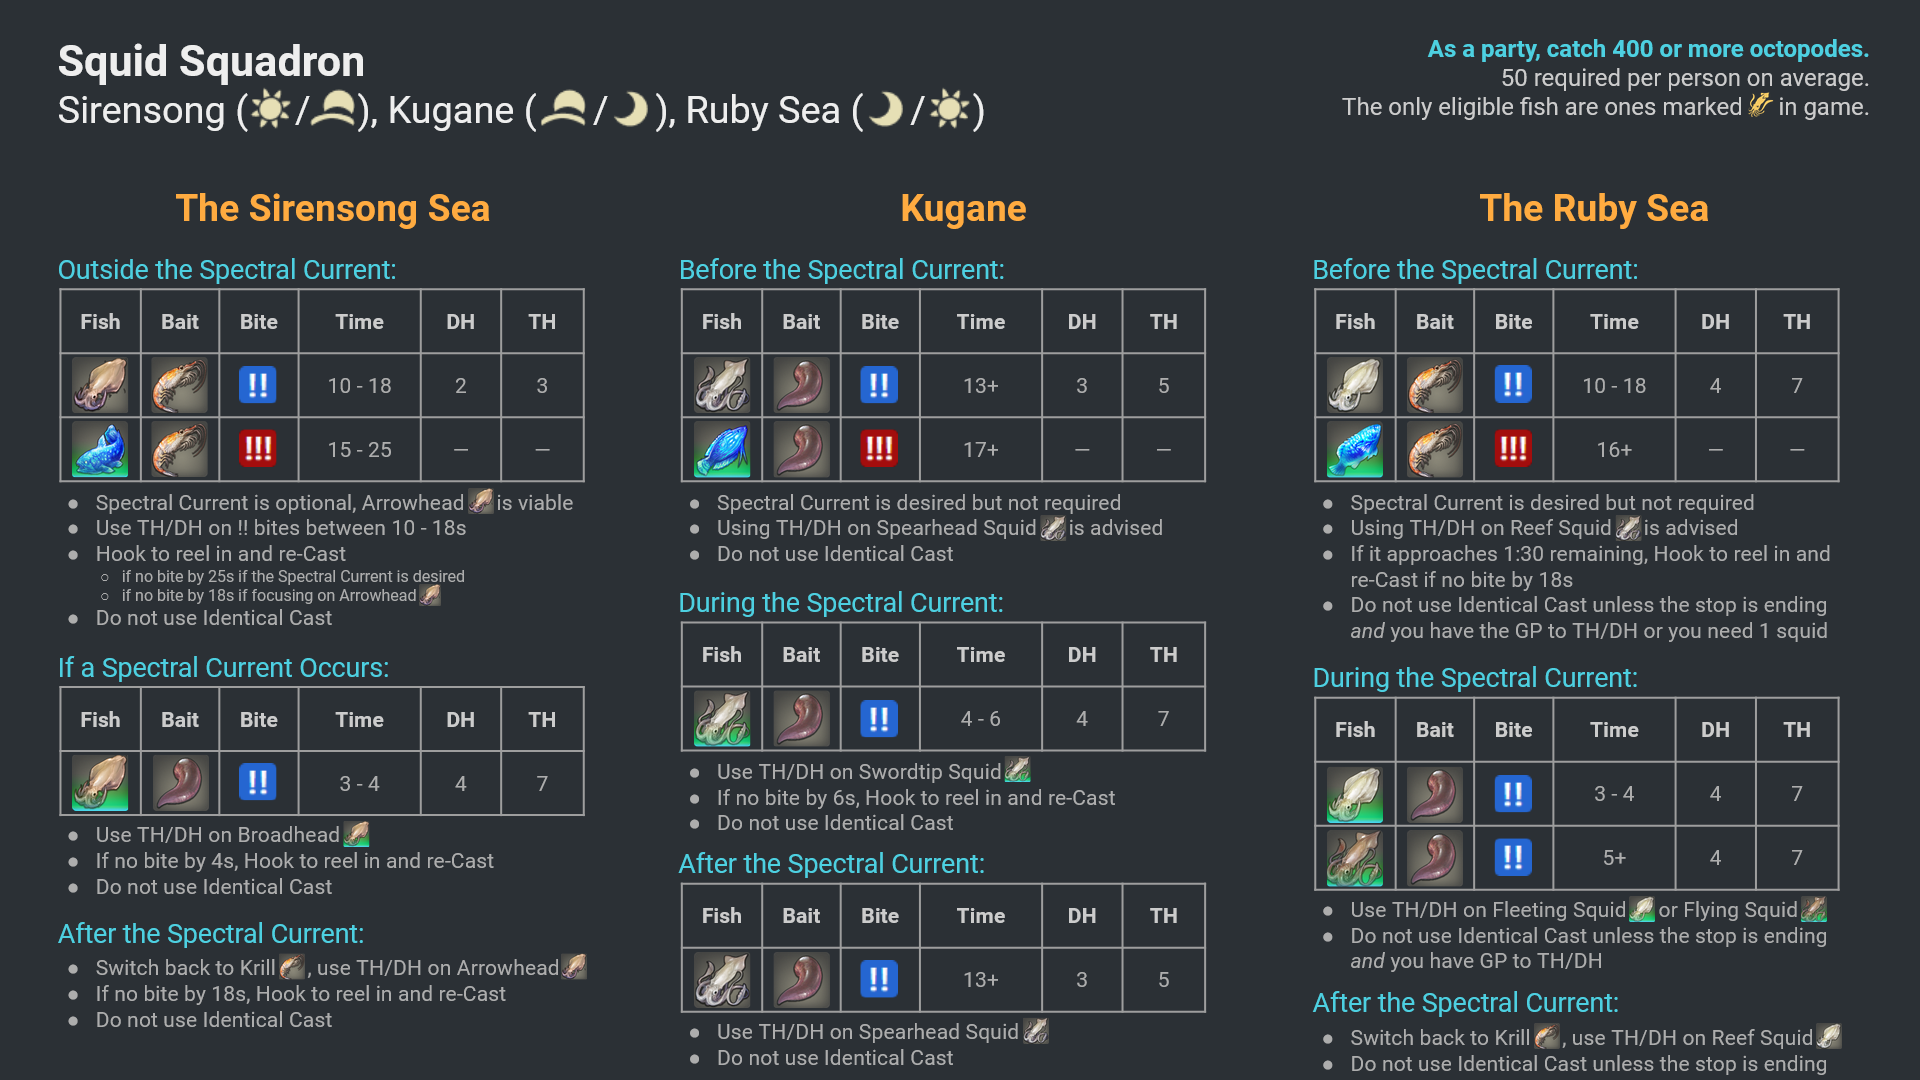 Squid Squadron
Sirensong ( / ), Kugane ( / ), Ruby Sea ( / )
As a party, catch 400 or more octopodes.
50 required per person on average.
The only eligible fish are ones marked in game.
The Sirensong Sea
Outside the Spectral Current:
Fish Bait Bite Time DH TH
!! 10 - 18 2 3
!!! 15 - 25 — —
● Spectral Current is optional, Arrowhead is viable
● Use TH/DH on !! bites between 10 - 18s
● Hook to reel in and re-Cast
○ if no bite by 25s if the Spectral Current is desired
○ if no bite by 18s if focusing on Arrowhead
● Do not use Identical Cast
If a Spectral Current Occurs:
Fish Bait Bite Time DH TH
!! 3 - 4 4 7
● Use TH/DH on Broadhead
● If no bite by 4s, Hook to reel in and re-Cast
● Do not use Identical Cast
After the Spectral Current:
● Switch back to Krill , use TH/DH on Arrowhead
● If no bite by 18s, Hook to reel in and re-Cast
● Do not use Identical Cast
Kugane
Before the Spectral Current:
Fish Bait Bite Time DH TH
!! 13+ 3 5
!!! 17+ — —
● Spectral Current is desired but not required
● Using TH/DH on Spearhead Squid is advised
● Do not use Identical Cast
During the Spectral Current:
Fish Bait Bite Time DH TH
!! 4 - 6 4 7
● Use TH/DH on Swordtip Squid
● If no bite by 6s, Hook to reel in and re-Cast
● Do not use Identical Cast
After the Spectral Current:
Fish Bait Bite Time DH TH
!! 13+ 3 5
● Use TH/DH on Spearhead Squid
● Do not use Identical Cast
The Ruby Sea
Before the Spectral Current:
Fish Bait Bite Time DH TH
!! 10 - 18 4 7
!!! 16+ — —
● Spectral Current is desired but not required
● Using TH/DH on Reef Squid is advised
● If it approaches 1:30 remaining, Hook to reel in and
re-Cast if no bite by 18s
● Do not use Identical Cast unless the stop is ending
and you have the GP to TH/DH or you need 1 squid
During the Spectral Current:
Fish Bait Bite Time DH TH
!! 3 - 4 4 7
!! 5+ 4 7
● Use TH/DH on Fleeting Squid or Flying Squid
● Do not use Identical Cast unless the stop is ending
and you have GP to TH/DH
After the Spectral Current:
● Switch back to Krill , use TH/DH on Reef Squid
● Do not use Identical Cast unless the stop is ending